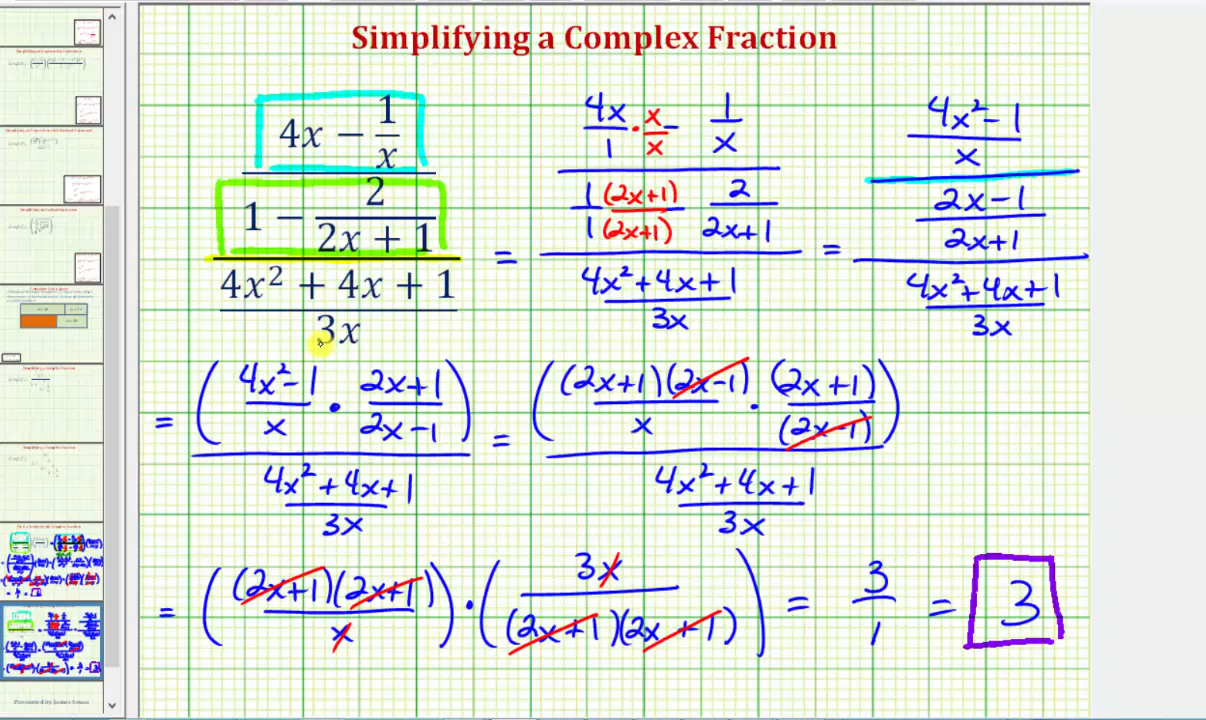 Simplifying a Complex Fraction
4x − 1/x
1 − 2/(2x + 1)
4x² + 4x + 1
3x
= 4x/1 · x/x − 1/x
1(2x+1)/1(2x+1) − 2/(2x+1)
4x² + 4x + 1
3x
= 4x² - 1
x
2x - 1
2x + 1
4x² + 4x + 1
3x
= (4x² - 1)/x · (2x + 1)/(2x - 1)
4x² + 4x + 1
3x
= (2x+1)(2x-1)/x · (2x+1)/(2x-1)
4x² + 4x + 1
3x
= ((2x+1)(2x+1)/x) · (3x/(2x+1)(2x+1)) = 3/1 = 3